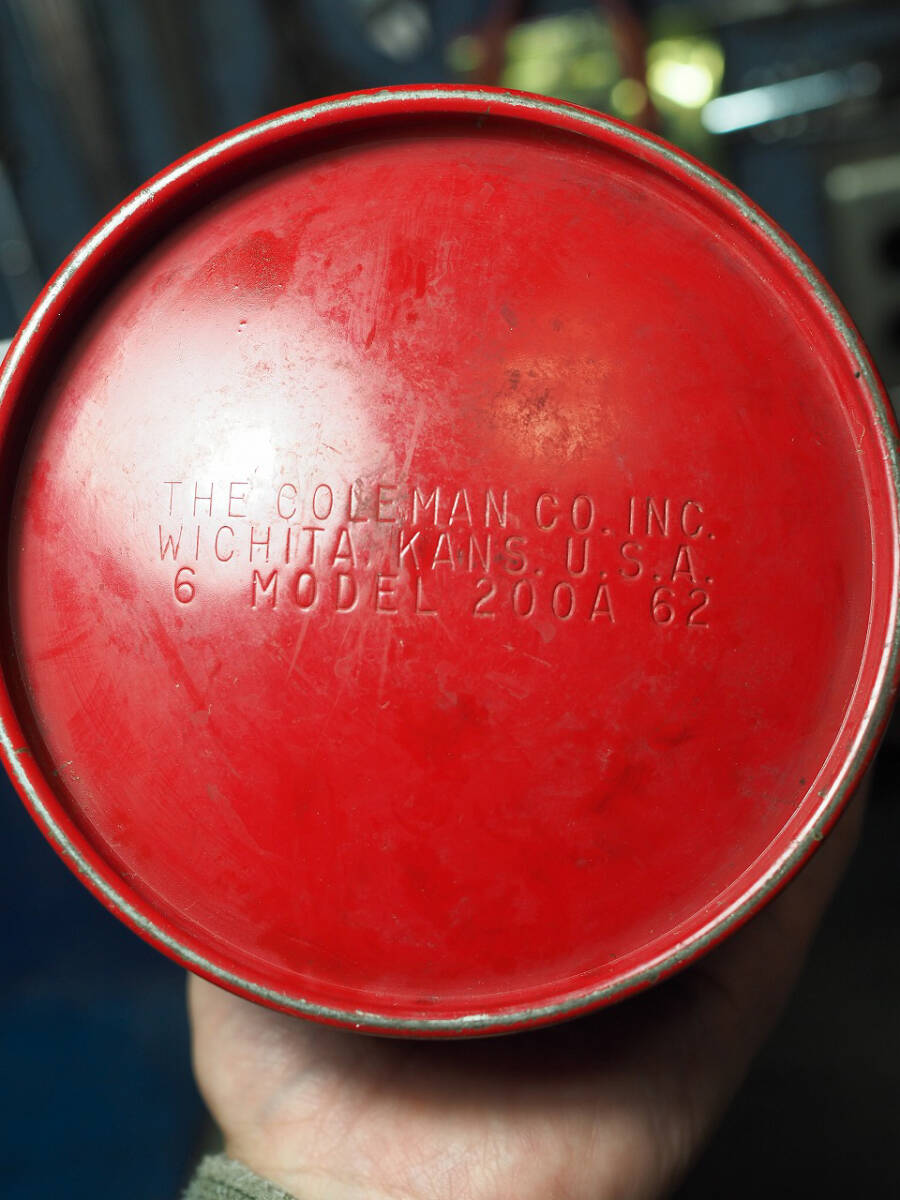 THE COLEMAN CO. INC.
WICHITA, KANS. U.S.A.
6 MODEL 200A 62